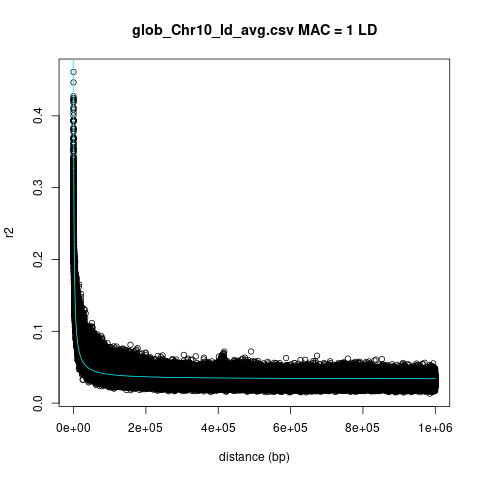 glob_Chr10_ld_avg.csv MAC = 1 LD
r2
0.4
0.3
0.2
0.1
0.0
0e+00 2e+05 4e+05 6e+05 8e+05 1e+06
distance (bp)